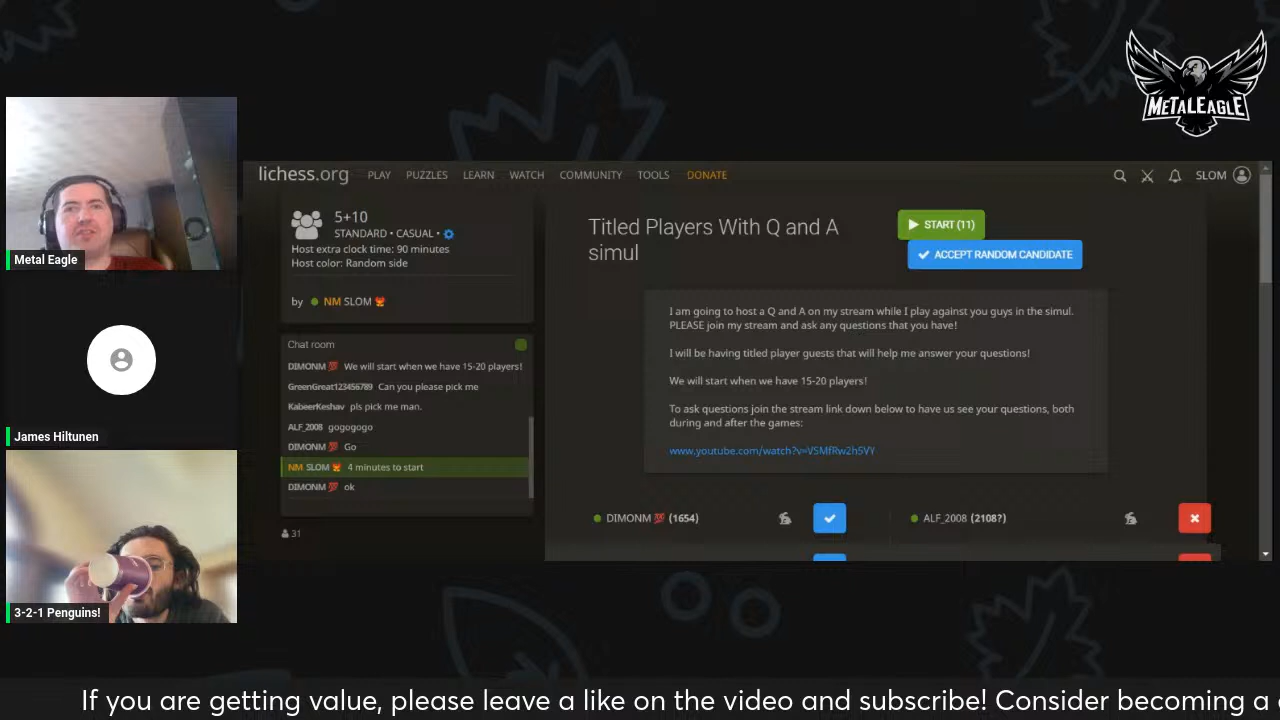 METALEAGLE
Metal Eagle
James Hiltunen
3-2-1 Penguins!
lichess.org PLAY PUZZLES LEARN WATCH COMMUNITY TOOLS DONATE SLOM
5+10
STANDARD • CASUAL •
Host extra clock time: 90 minutes
Host color: Random side
by NM SLOM
Chat room
DIMONM 💯 We will start when we have 15-20 players!
GreenGreat123456789 Can you please pick me
KabeerKeshav pls pick me man.
ALF_2008 gogogogo
DIMONM 💯 Go
NM SLOM 4 minutes to start
DIMONM 💯 ok
31
Titled Players With Q and A
simul
START (11)
ACCEPT RANDOM CANDIDATE
I am going to host a Q and A on my stream while I play against you guys in the simul.
PLEASE join my stream and ask any questions that you have!
I will be having titled player guests that will help me answer your questions!
We will start when we have 15-20 players!
To ask questions join the stream link down below to have us see your questions, both
during and after the games:
www.youtube.com/watch?v=VSMfRw2h5VY
DIMONM 💯 (1654)
ALF_2008 (2108?)
If you are getting value, please leave a like on the video and subscribe! Consider becoming a